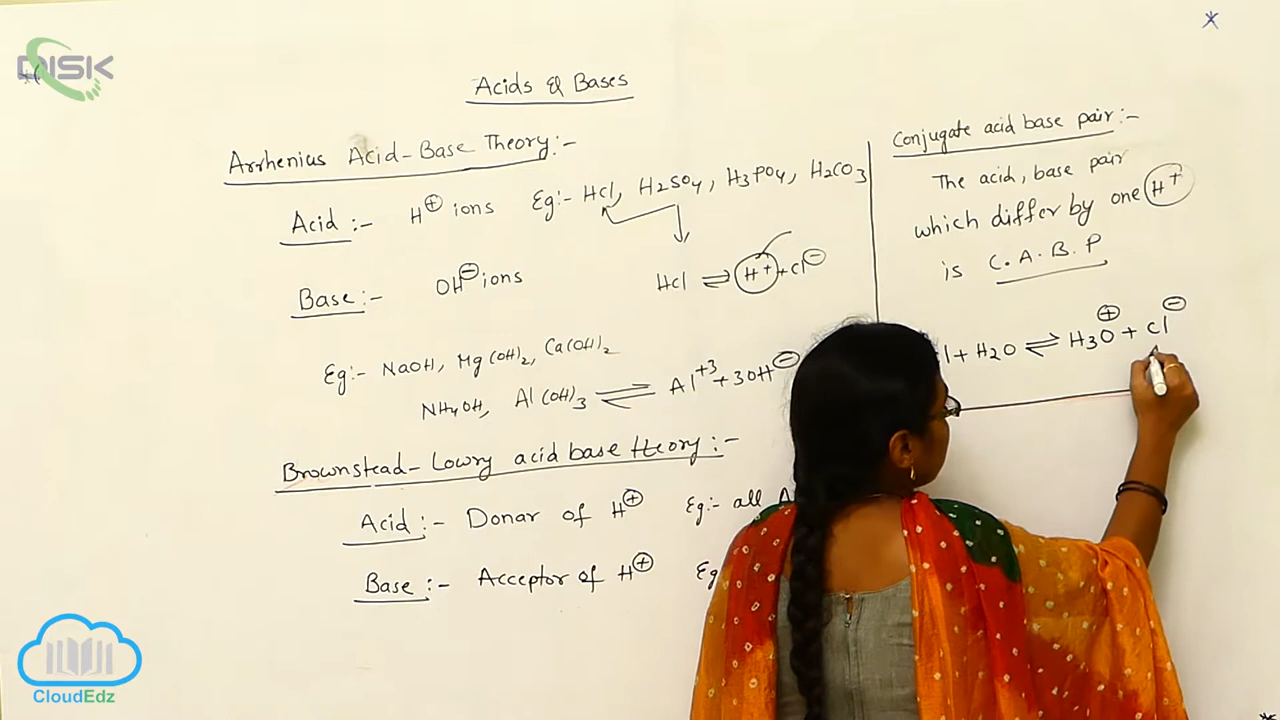 DISK
Acids & Bases
Arrhenius Acid-Base Theory:-
Acid :- H⊕ ions Eg:- Hcl, H2SO4, H3PO4, H2CO3
HCl ⇌ H+ + Cl⊖
Base:- OH⊖ ions
Eg:- NaOH, Mg(OH)2, Ca(OH)2
NH4OH, Al(OH)3 ⇌ Al+3 + 3OH⊖
Brownstead-Lowry acid base theory:-
Acid:- Donar of H⊕ Eg:- all A
Base:- Acceptor of H⊕ Eg
Conjugate acid base pair:-
The acid, base pair
which differ by one H+
is C.A.B.P
l + H2O ⇌ H3O⊕ + Cl⊖
CloudEdz